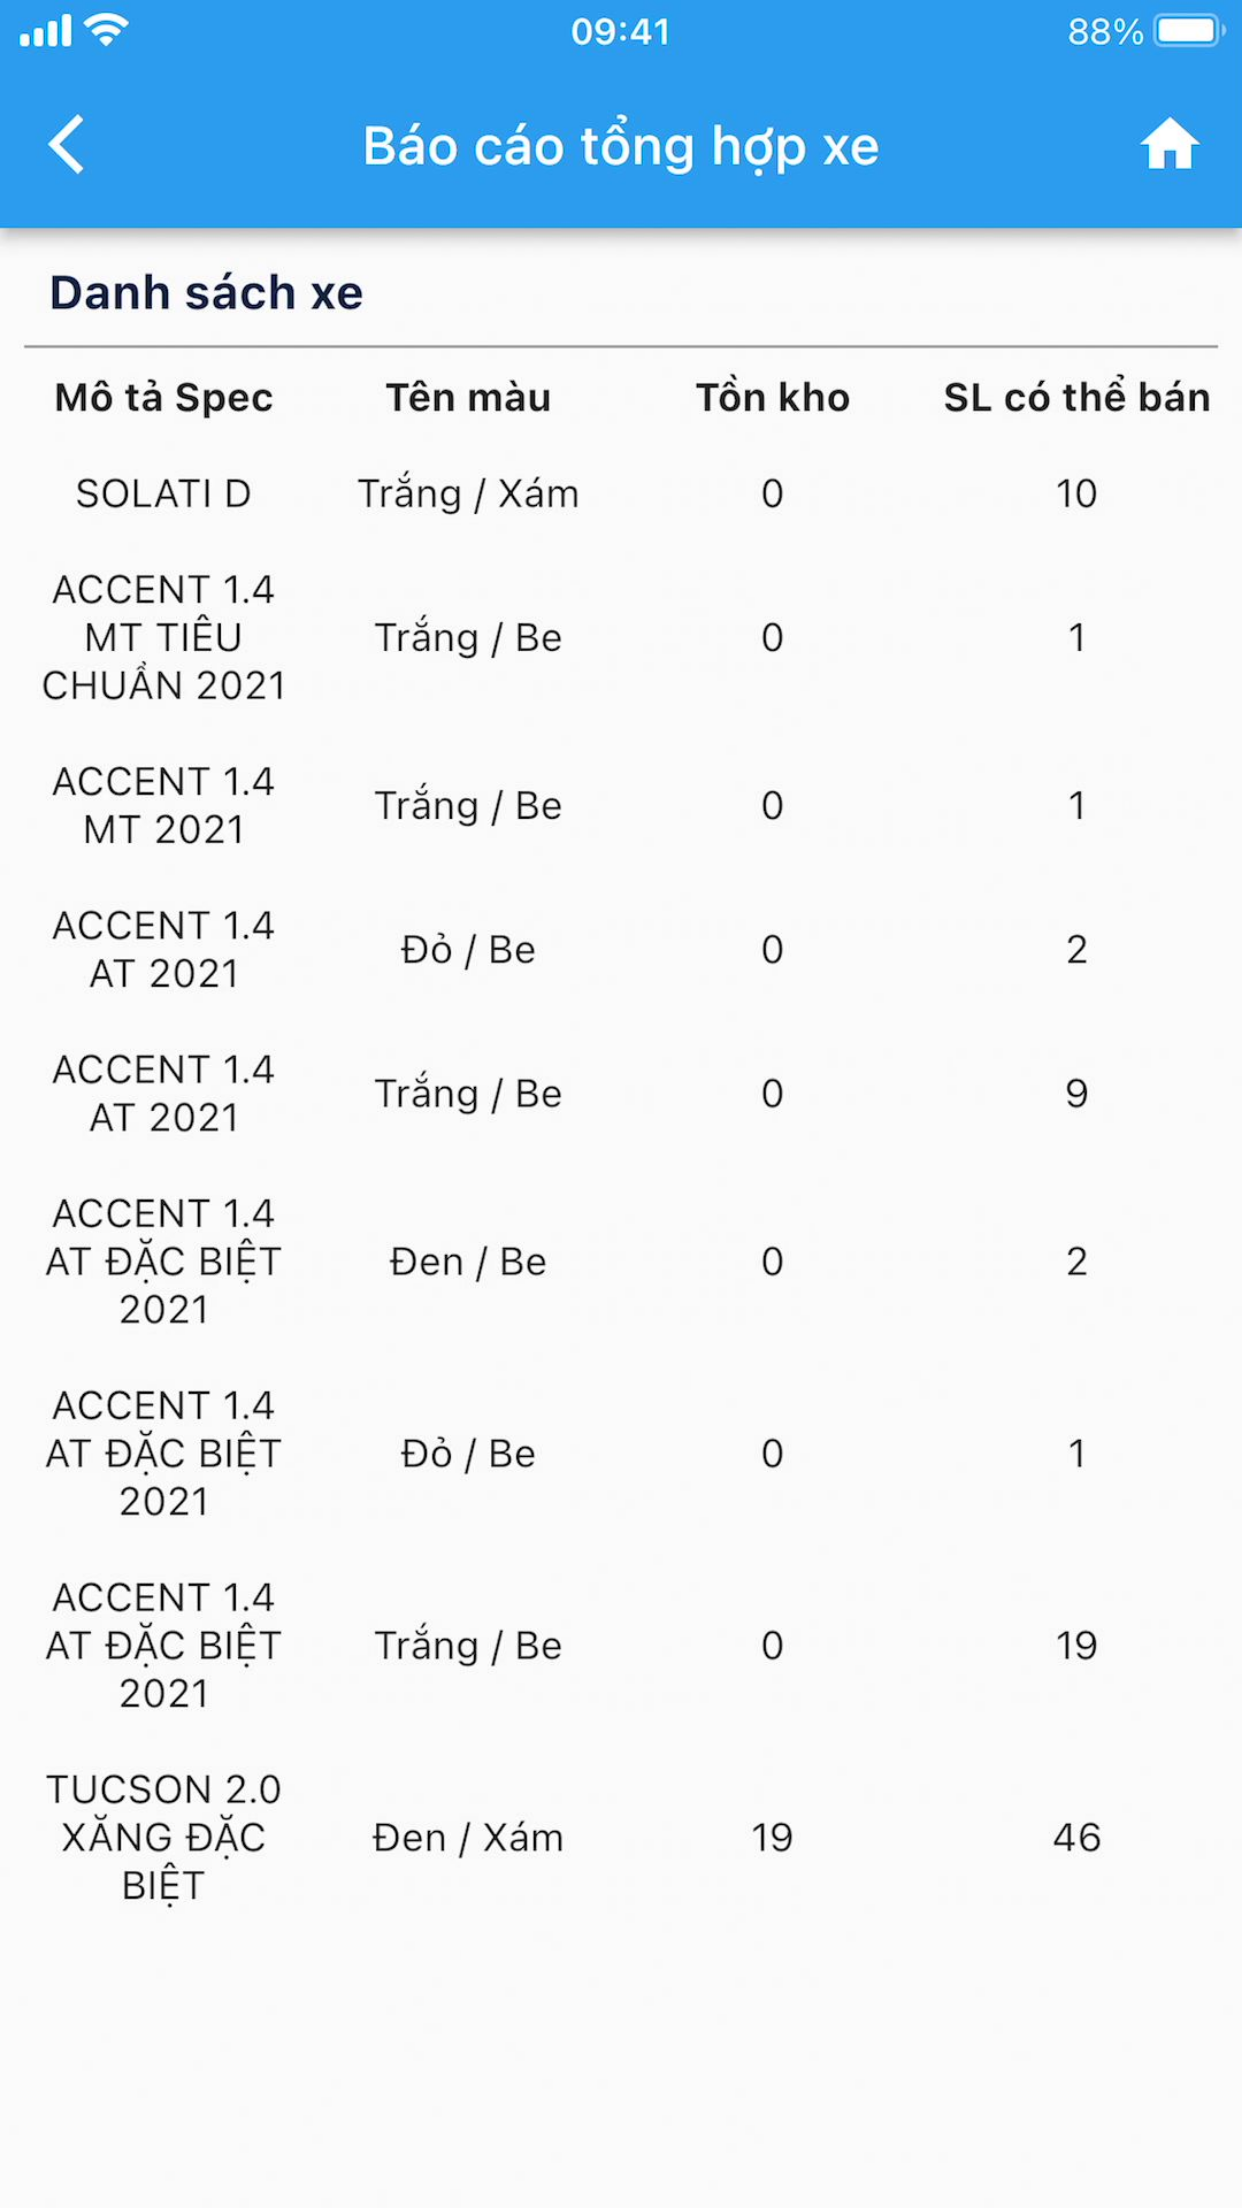 09:41
88%
Báo cáo tổng hợp xe
Danh sách xe
Mô tả Spec Tên màu Tồn kho SL có thể bán
SOLATI D Trắng / Xám 0 10
ACCENT 1.4
MT TIÊU
CHUẨN 2021
Trắng / Be 0 1
ACCENT 1.4
MT 2021
Trắng / Be 0 1
ACCENT 1.4
AT 2021
Đỏ / Be 0 2
ACCENT 1.4
AT 2021
Trắng / Be 0 9
ACCENT 1.4
AT ĐẶC BIỆT
2021
Đen / Be 0 2
ACCENT 1.4
AT ĐẶC BIỆT
2021
Đỏ / Be 0 1
ACCENT 1.4
AT ĐẶC BIỆT
2021
Trắng / Be 0 19
TUCSON 2.0
XĂNG ĐẶC
BIỆT
Đen / Xám 19 46